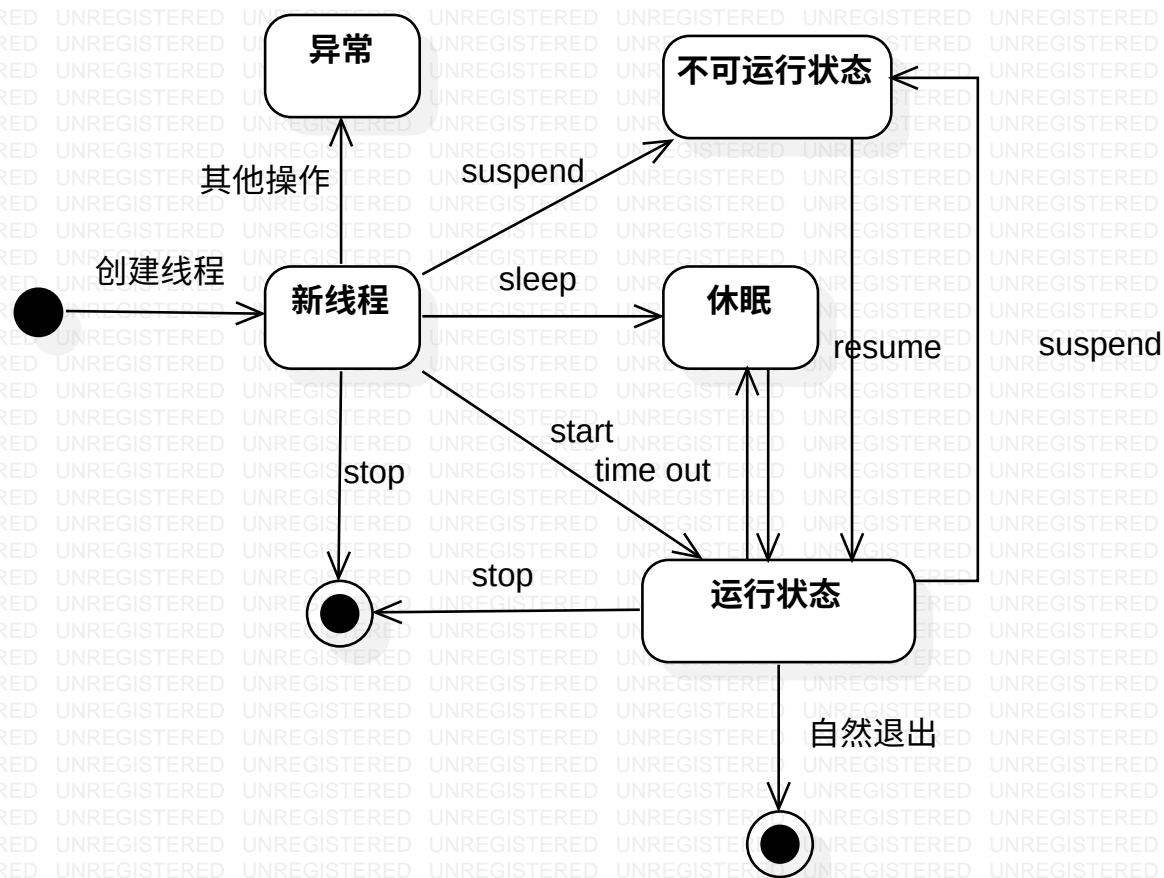 异常
不可运行状态
其他操作
suspend
创建线程
新线程
sleep
休眠
resume
suspend
start
time out
stop
stop
运行状态
自然退出
UNREGISTERED